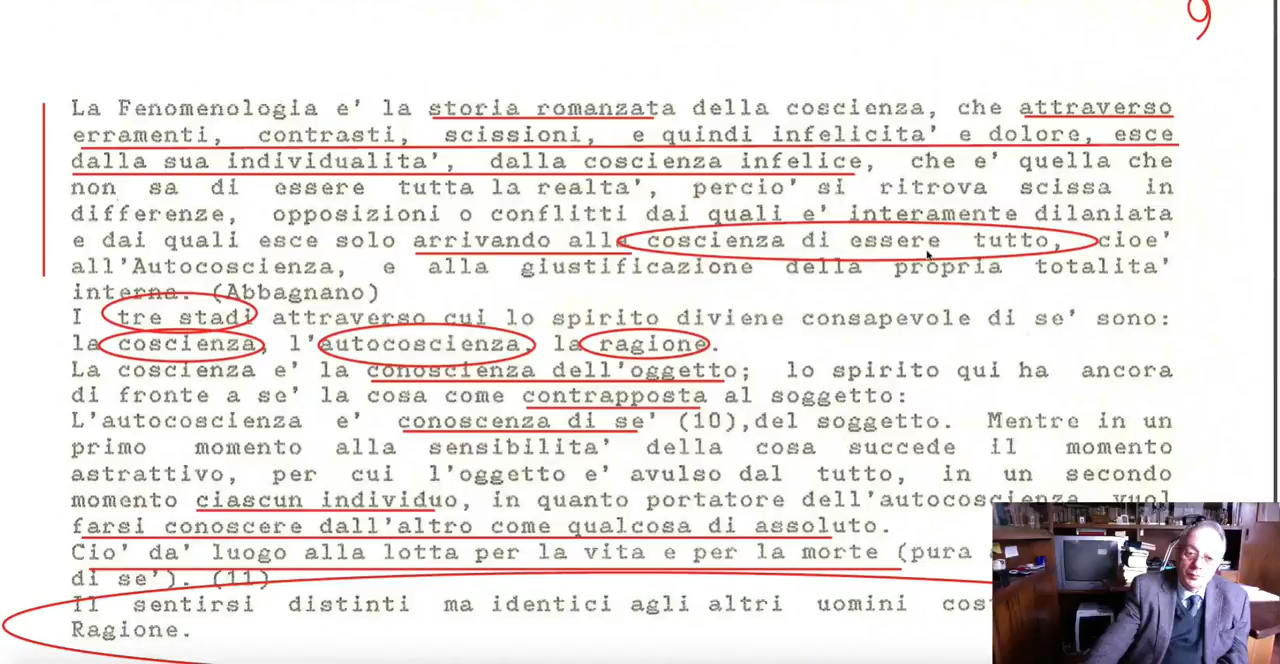 9
La Fenomenologia e' la storia romanzata della coscienza, che attraverso
erramenti, contrasti, scissioni, e quindi infelicita' e dolore, esce
dalla sua individualita', dalla coscienza infelice, che e' quella che
non sa di essere tutta la realta', percio' si ritrova scissa in
differenze, opposizioni o conflitti dai quali e' interamente dilaniata
e dai quali esce solo arrivando alla coscienza di essere tutto, cioe'
all'Autocoscienza, e alla giustificazione della propria totalita'
interna. (Abbagnano)
I tre stadi attraverso cui lo spirito diviene consapevole di se' sono:
la coscienza, l'autocoscienza, la ragione.
La coscienza e' la conoscienza dell'oggetto; lo spirito qui ha ancora
di fronte a se' la cosa come contrapposta al soggetto:
L'autocoscienza e' conoscenza di se' (10),del soggetto. Mentre in un
primo momento alla sensibilita' della cosa succede il momento
astrattivo, per cui l'oggetto e' avulso dal tutto, in un secondo
momento ciascun individuo, in quanto portatore dell'autocoscienza vuol
farsi conoscere dall'altro come qualcosa di assoluto.
Cio' da' luogo alla lotta per la vita e per la morte (pura
di se'). (11)
Il sentirsi distinti ma identici agli altri uomini
Ragione.